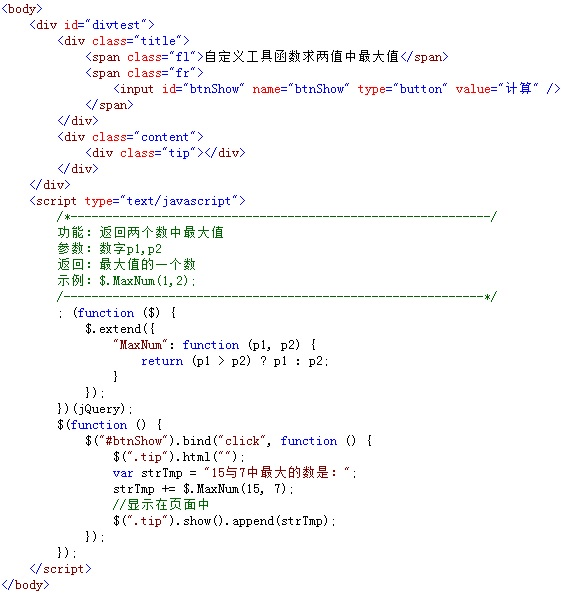 <body>
    <div id="divtest">
        <div class="title">
            <span class="fl">自定义工具函数求两值中最大值</span>
            <span class="fr">
                <input id="btnShow" name="btnShow" type="button" value="计算" />
            </span>
        </div>
        <div class="content">
            <div class="tip"></div>
        </div>
    </div>
    <script type="text/javascript">
        /*------------------------------------------------------------/
        功能：返回两个数中最大值
        参数：数字p1,p2
        返回：最大值的一个数
        示例：$.MaxNum(1,2);
        /------------------------------------------------------------*/
        ; (function ($) {
            $.extend({
                "MaxNum": function (p1, p2) {
                    return (p1 > p2) ? p1 : p2;
                }
            });
        })(jQuery);
        $(function () {
            $("#btnShow").bind("click", function () {
                $(".tip").html("");
                var strTmp = "15与7中最大的数是：";
                strTmp += $.MaxNum(15, 7);
                //显示在页面中
                $(".tip").show().append(strTmp);
            });
        });
    </script>
</body>